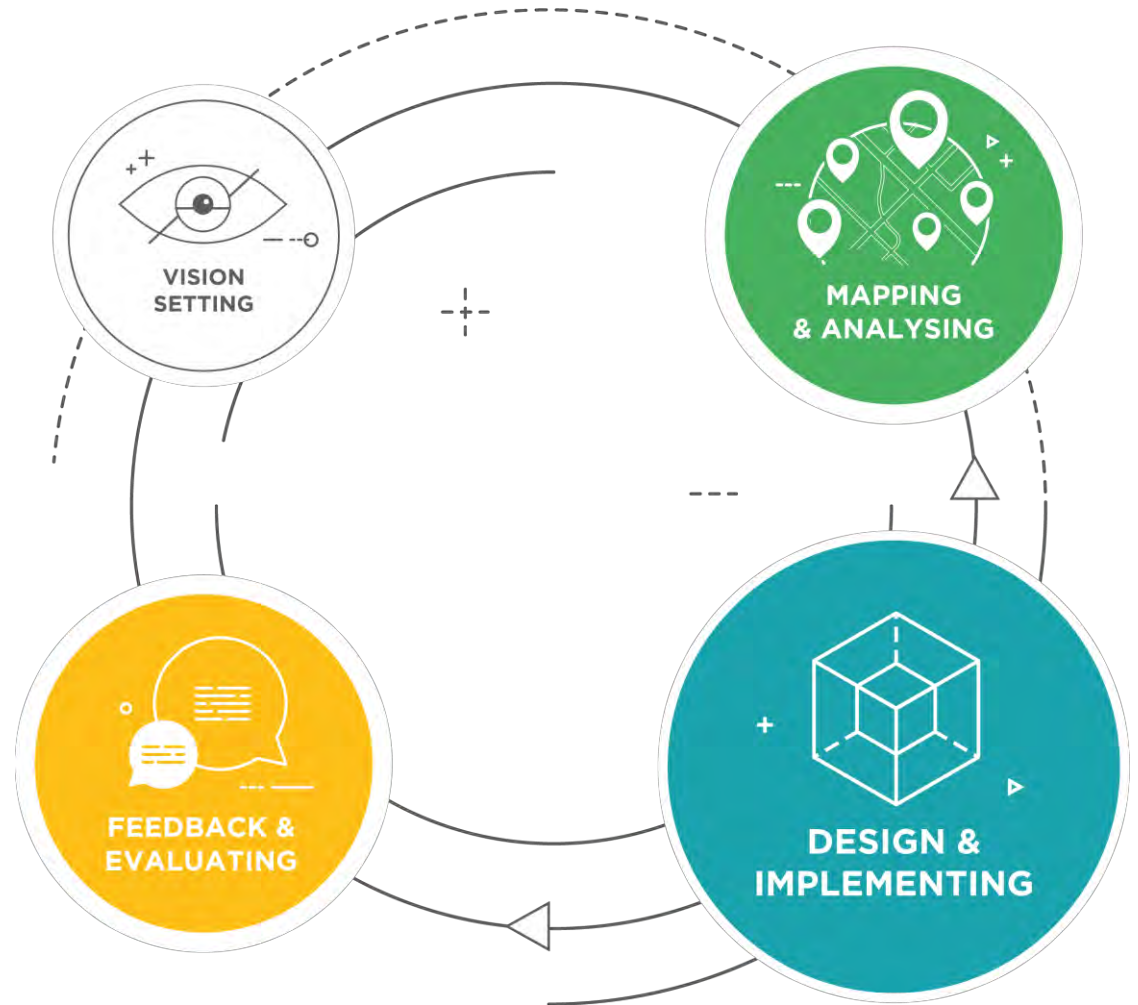 VISION
SETTING
MAPPING
& ANALYSING
FEEDBACK &
EVALUATING
DESIGN &
IMPLEMENTING